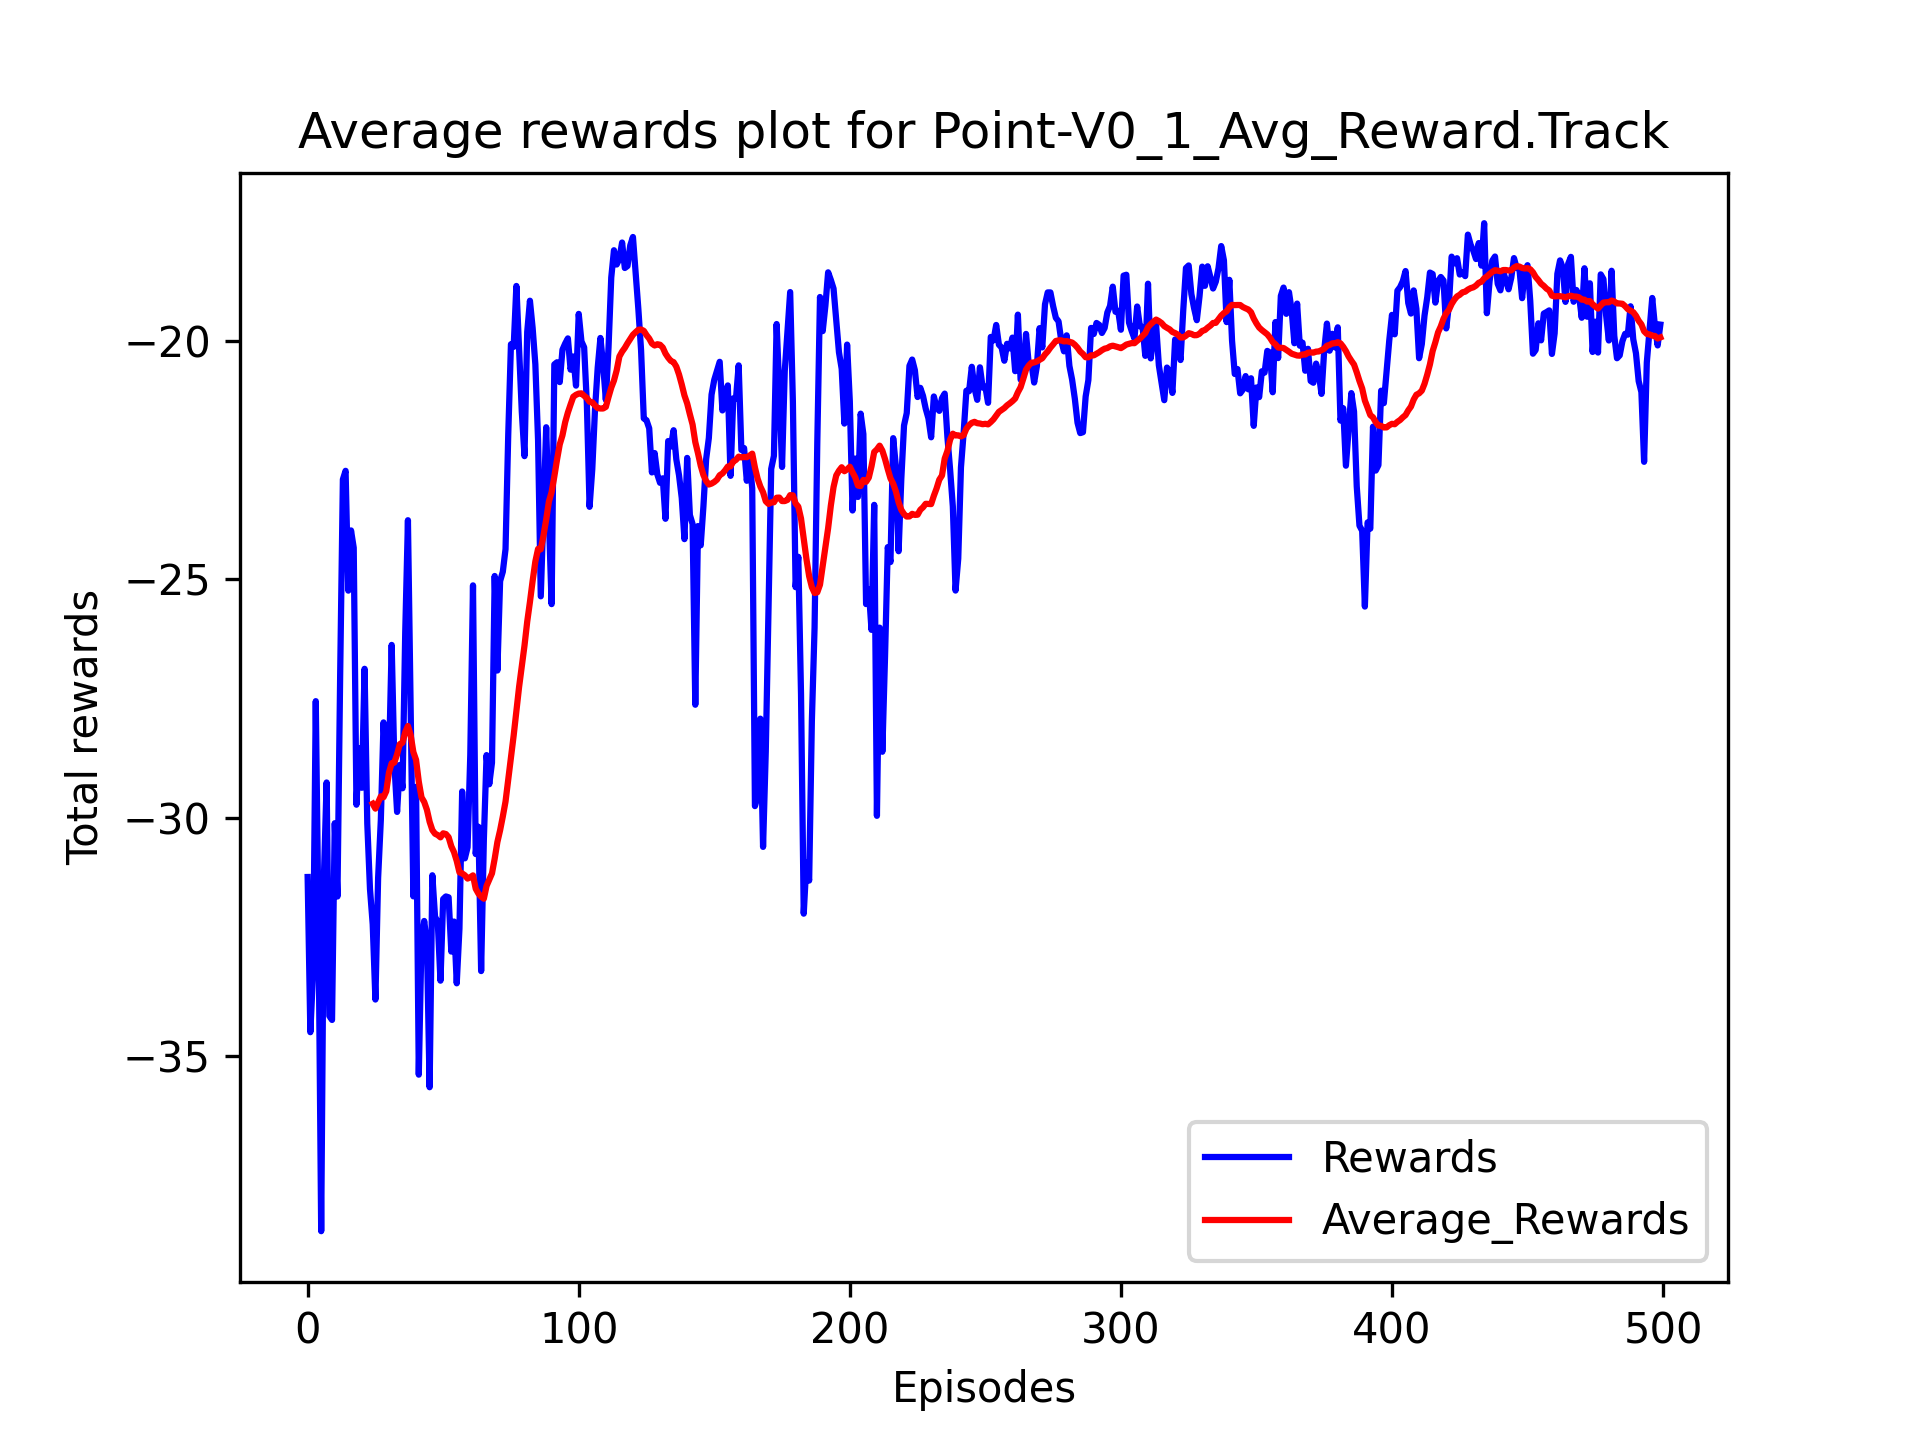 Average rewards plot for Point-V0_1_Avg_Reward.Track
Total rewards
−20
−25
−30
−35
Rewards
Average_Rewards
0 100 200 300 400 500
Episodes